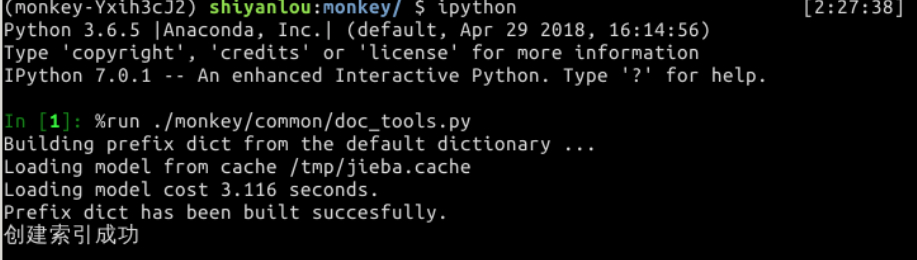 (monkey-Yxih3cJ2) shiyanlou:monkey/ $ ipython [2:27:38]
Python 3.6.5 |Anaconda, Inc.| (default, Apr 29 2018, 16:14:56)
Type 'copyright', 'credits' or 'license' for more information
IPython 7.0.1 -- An enhanced Interactive Python. Type '?' for help.
In [1]: %run ./monkey/common/doc_tools.py
Building prefix dict from the default dictionary ...
Loading model from cache /tmp/jieba.cache
Loading model cost 3.116 seconds.
Prefix dict has been built succesfully.
创建索引成功